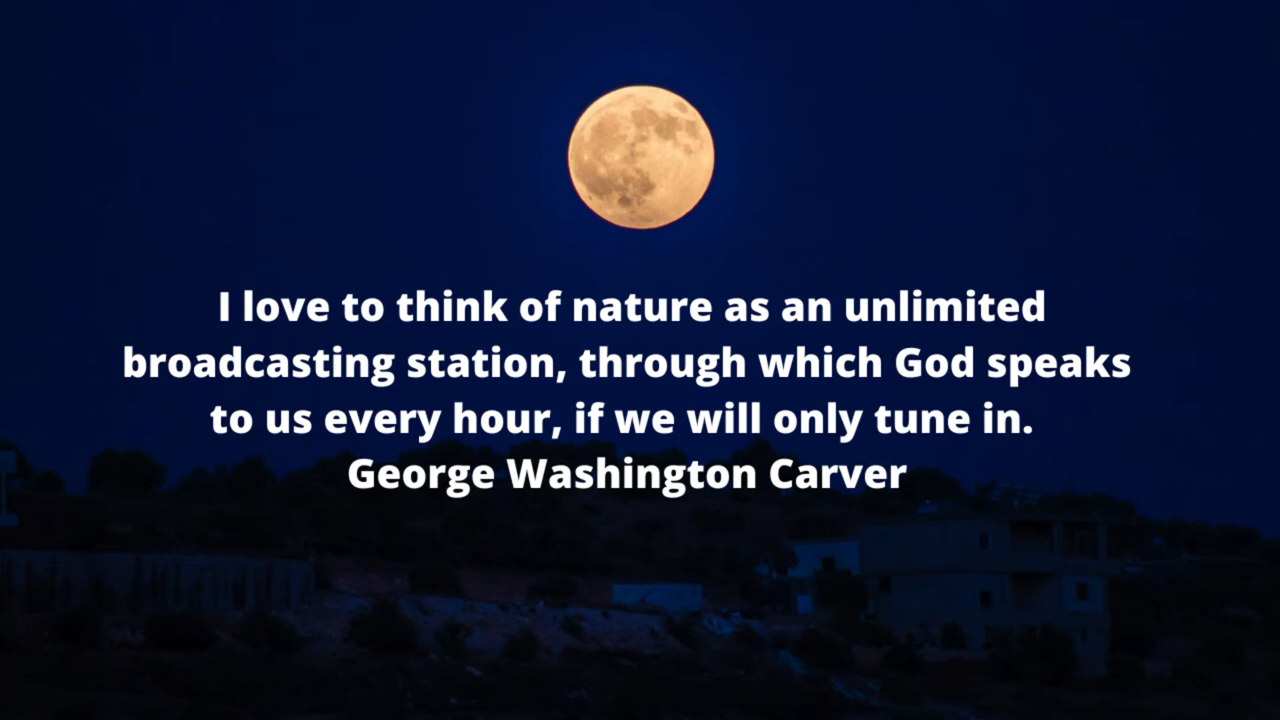 I love to think of nature as an unlimited
broadcasting station, through which God speaks
to us every hour, if we will only tune in.
George Washington Carver